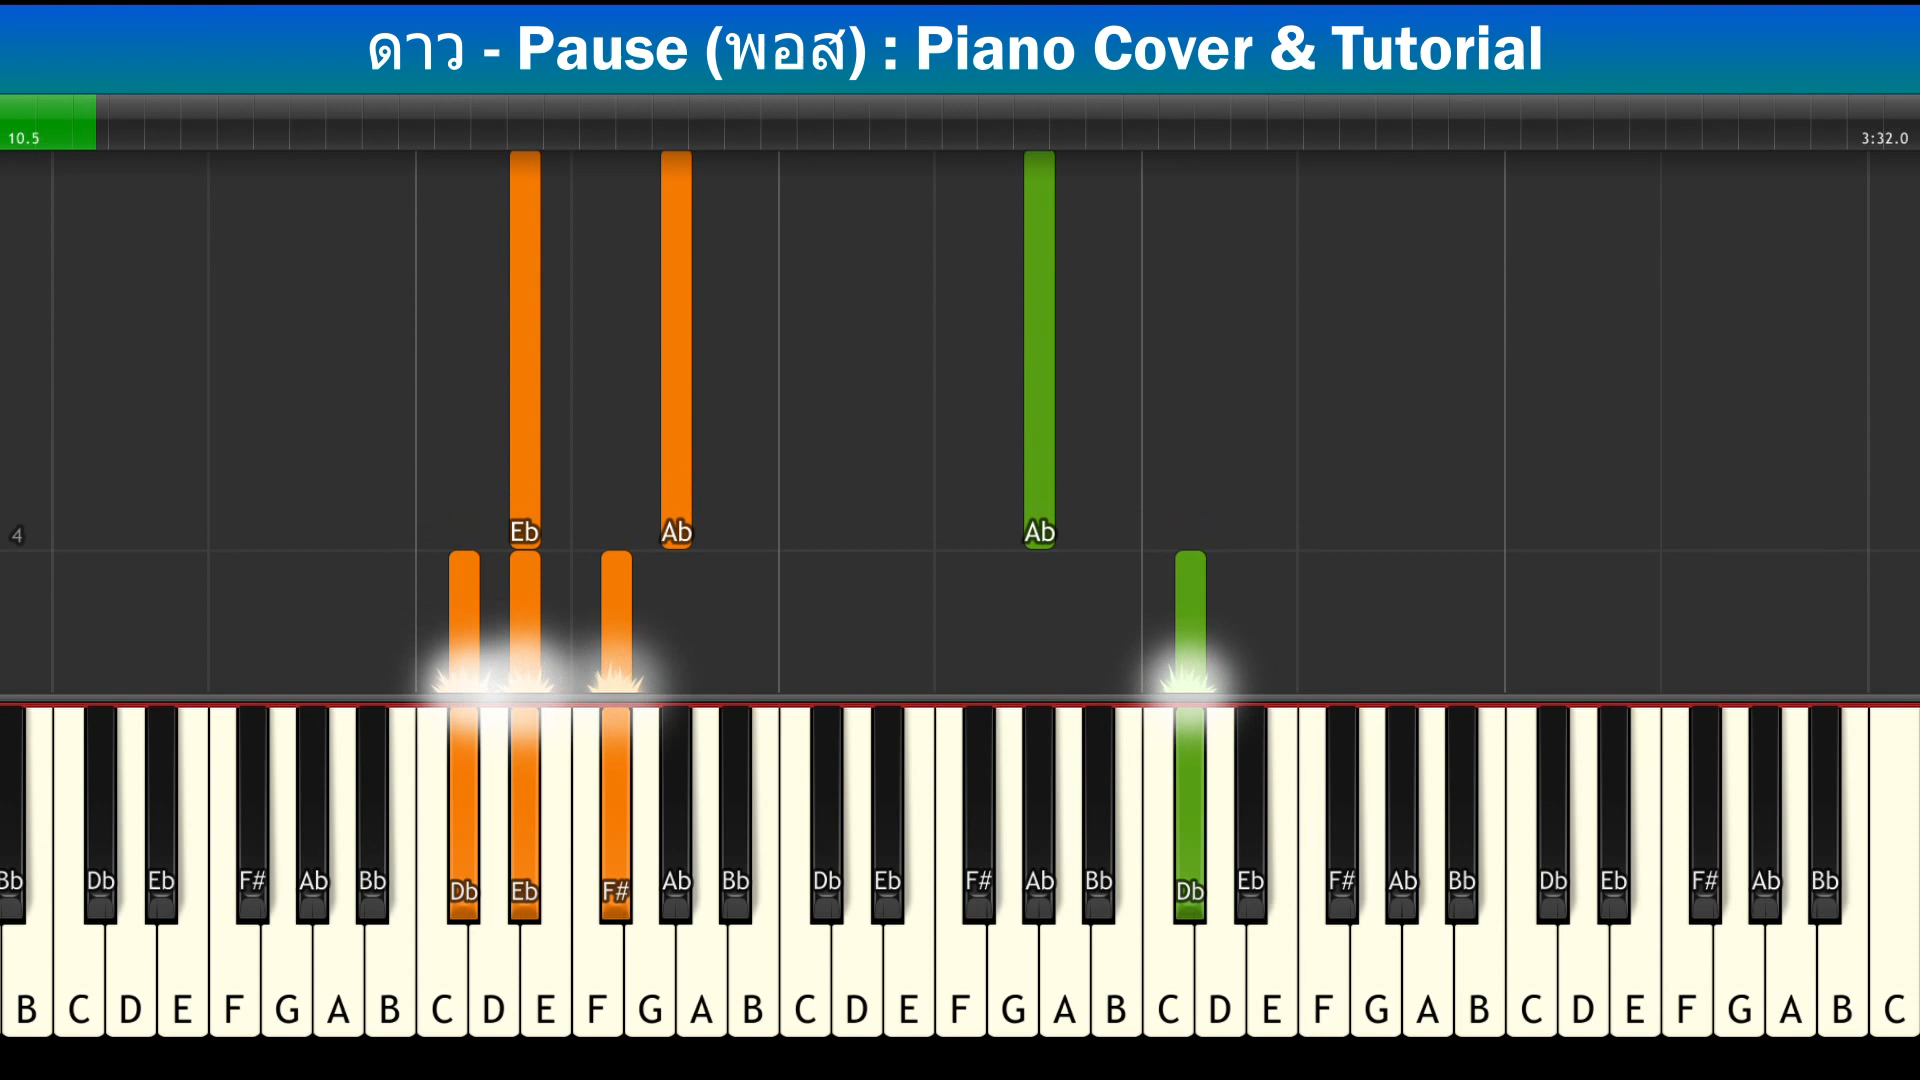 ดาว - Pause (พอส) : Piano Cover & Tutorial
10.5 3:32.0
4 Eb Ab Ab
Bb Db Eb F# Ab Bb Db Eb F# Ab Bb Db Eb F# Ab Bb Db Eb F# Ab Bb Db Eb F# Ab Bb
B C D E F G A B C D E F G A B C D E F G A B C D E F G A B C D E F G A B C